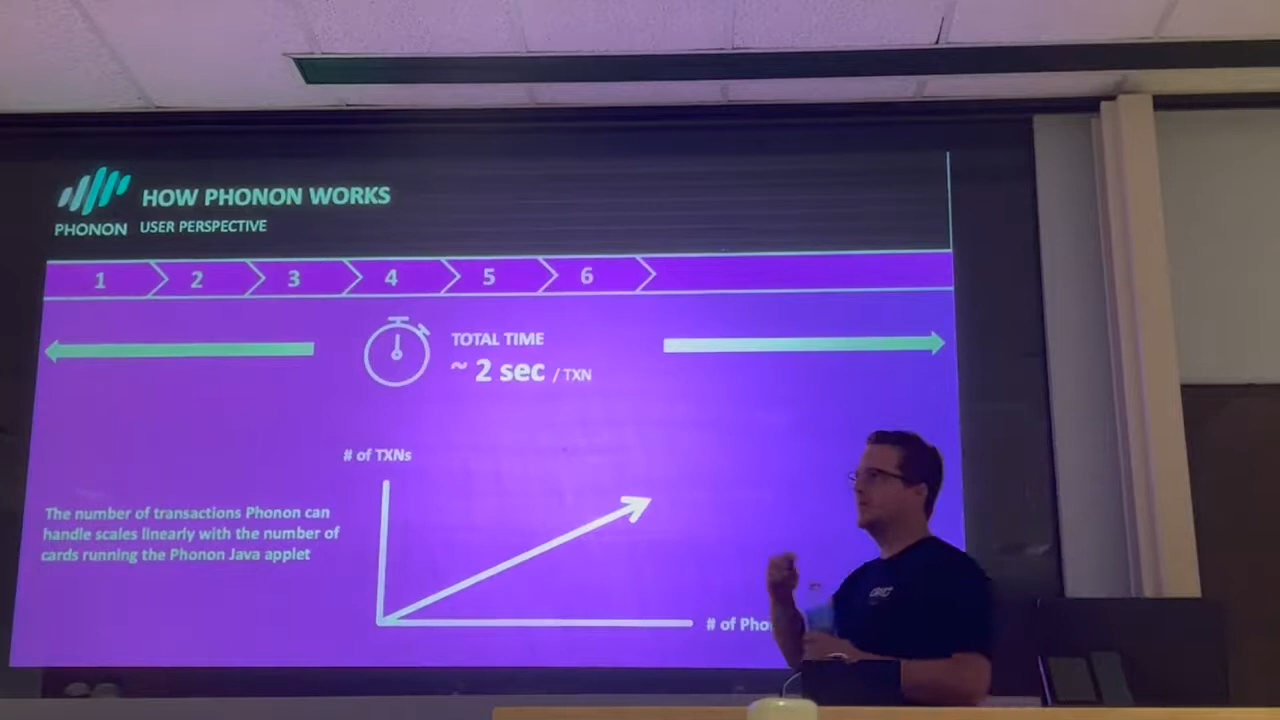 HOW PHONON WORKS
PHONON
USER PERSPECTIVE
1 2 3 4 5 6
TOTAL TIME
~ 2 sec / TXN
# of TXNs
The number of transactions Phonon can
handle scales linearly with the number of
cards running the Phonon Java applet
# of Pho